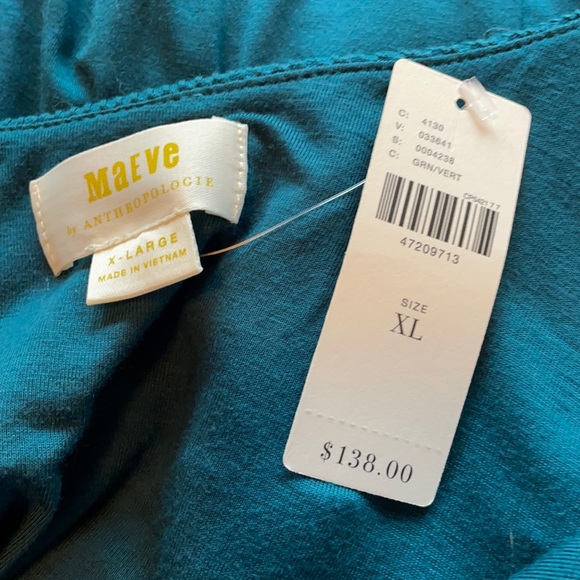 MaEve
by ANTHROPOLOGIE
X-LARGE
MADE IN VIETNAM
C: 4130
V: 033641
S: 0004238
C: GRN/VERT
47209713
SIZE
XL
$138.00